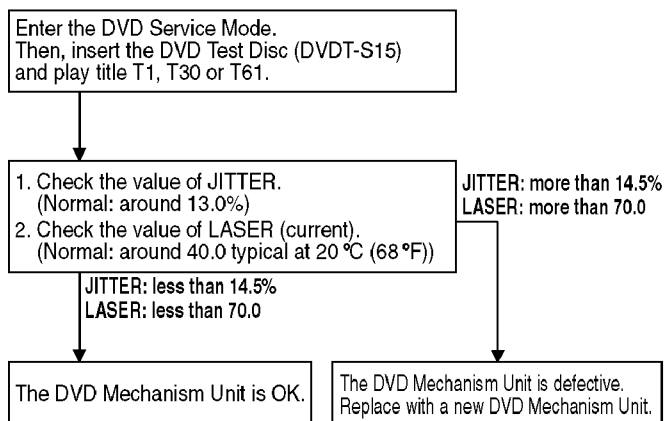 Enter the DVD Service Mode.
Then, insert the DVD Test Disc (DVDT-S15)
and play title T1, T30 or T61.
1. Check the value of JITTER.
(Normal: around 13.0%)
2. Check the value of LASER (current).
(Normal: around 40.0 typical at 20 °C (68 °F))
JITTER: more than 14.5%
LASER: more than 70.0
JITTER: less than 14.5%
LASER: less than 70.0
The DVD Mechanism Unit is OK.
The DVD Mechanism Unit is defective.
Replace with a new DVD Mechanism Unit.